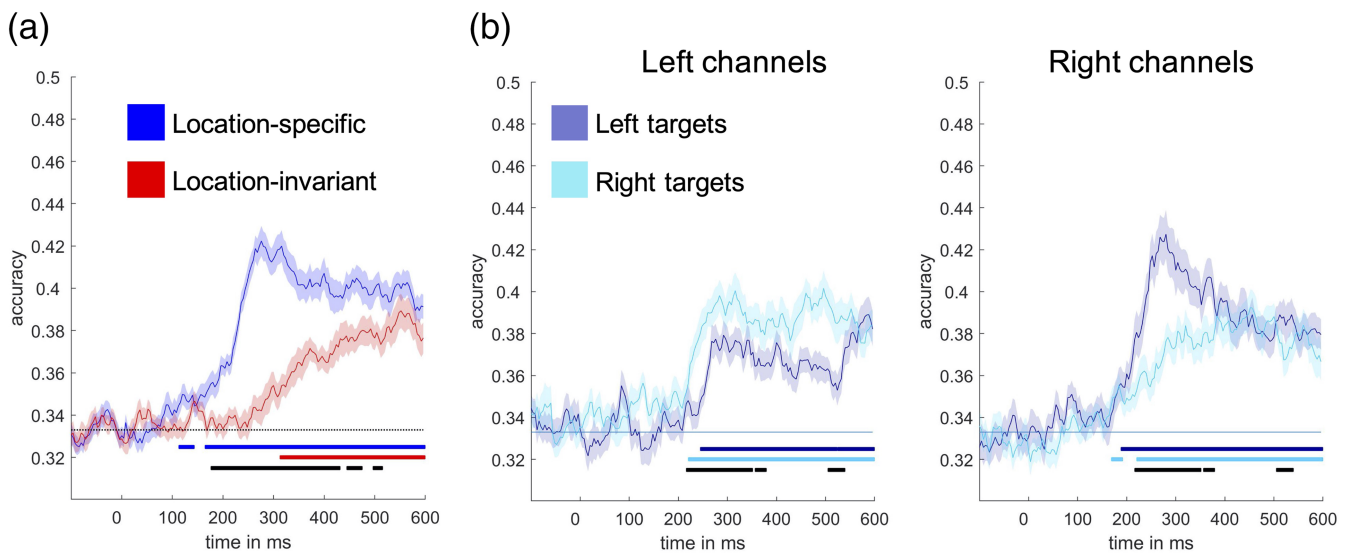 (a)
0.5
0.48
0.46
0.44
0.42
0.4
0.38
0.36
0.34
0.32
accuracy
Location-specific
Location-invariant
0 100 200 300 400 500 600
time in ms
(b)
Left channels
0.5
0.48
0.46
0.44
0.42
0.4
0.38
0.36
0.34
0.32
accuracy
Left targets
Right targets
0 100 200 300 400 500 600
time in ms
Right channels
0.5
0.48
0.46
0.44
0.42
0.4
0.38
0.36
0.34
0.32
accuracy
0 100 200 300 400 500 600
time in ms